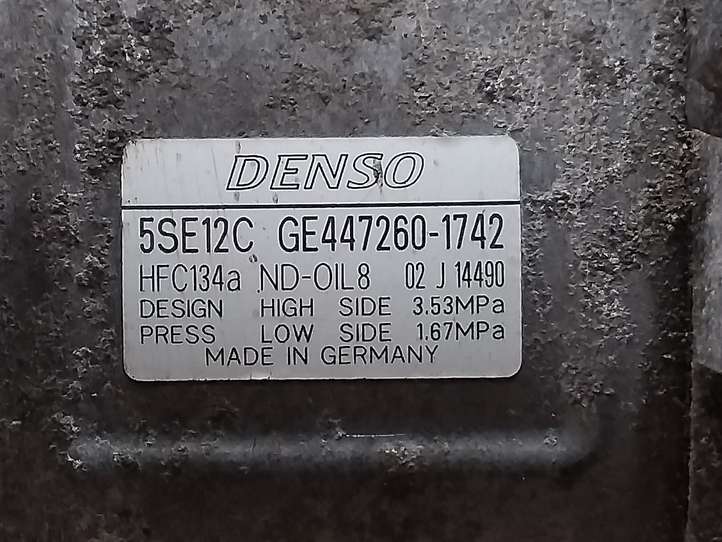 DENSO
5SE12C GE447260-1742
HFC134a ND-OIL8 02 J 14490
DESIGN HIGH SIDE 3.53MPa
PRESS LOW SIDE 1.67MPa
MADE IN GERMANY